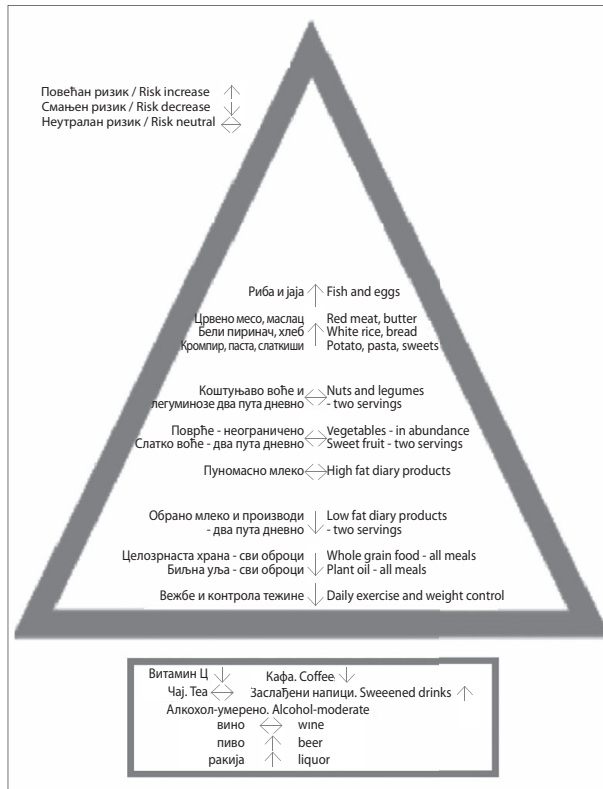 Повећан ризик / Risk increase ↑
Смањен ризик / Risk decrease ↓
Неутралан ризик / Risk neutral ⇔
Риба и јаја ↑ Fish and eggs
Црвено месо, маслац Red meat, butter
Бели пиринач, хлеб ↑ White rice, bread
Кромпир, паста, слаткиши Potato, pasta, sweets
Коштуњаво воће и ⇔ Nuts and legumes
легуминозе два пута дневно - two servings
Поврће - неограничено ⇔ Vegetables - in abundance
Слатко воће - два пута дневно Sweet fruit - two servings
Пуномасно млеко ⇔ High fat diary products
Обрано млеко и производи ↓ Low fat diary products
- два пута дневно - two servings
Целозрнаста храна - сви оброци ↓ Whole grain food - all meals
Биљна уља - сви оброци Plant oil - all meals
Вежбе и контрола тежине ↓ Daily exercise and weight control
Витамин Ц ↓ Кафа. Coffee ↓
Чај. Tea ⇔ Заслађени напици. Sweeened drinks ↑
Алкохол-умерено. Alcohol-moderate
вино ⇔ wine
пиво ↑ beer
ракија ↑ liquor